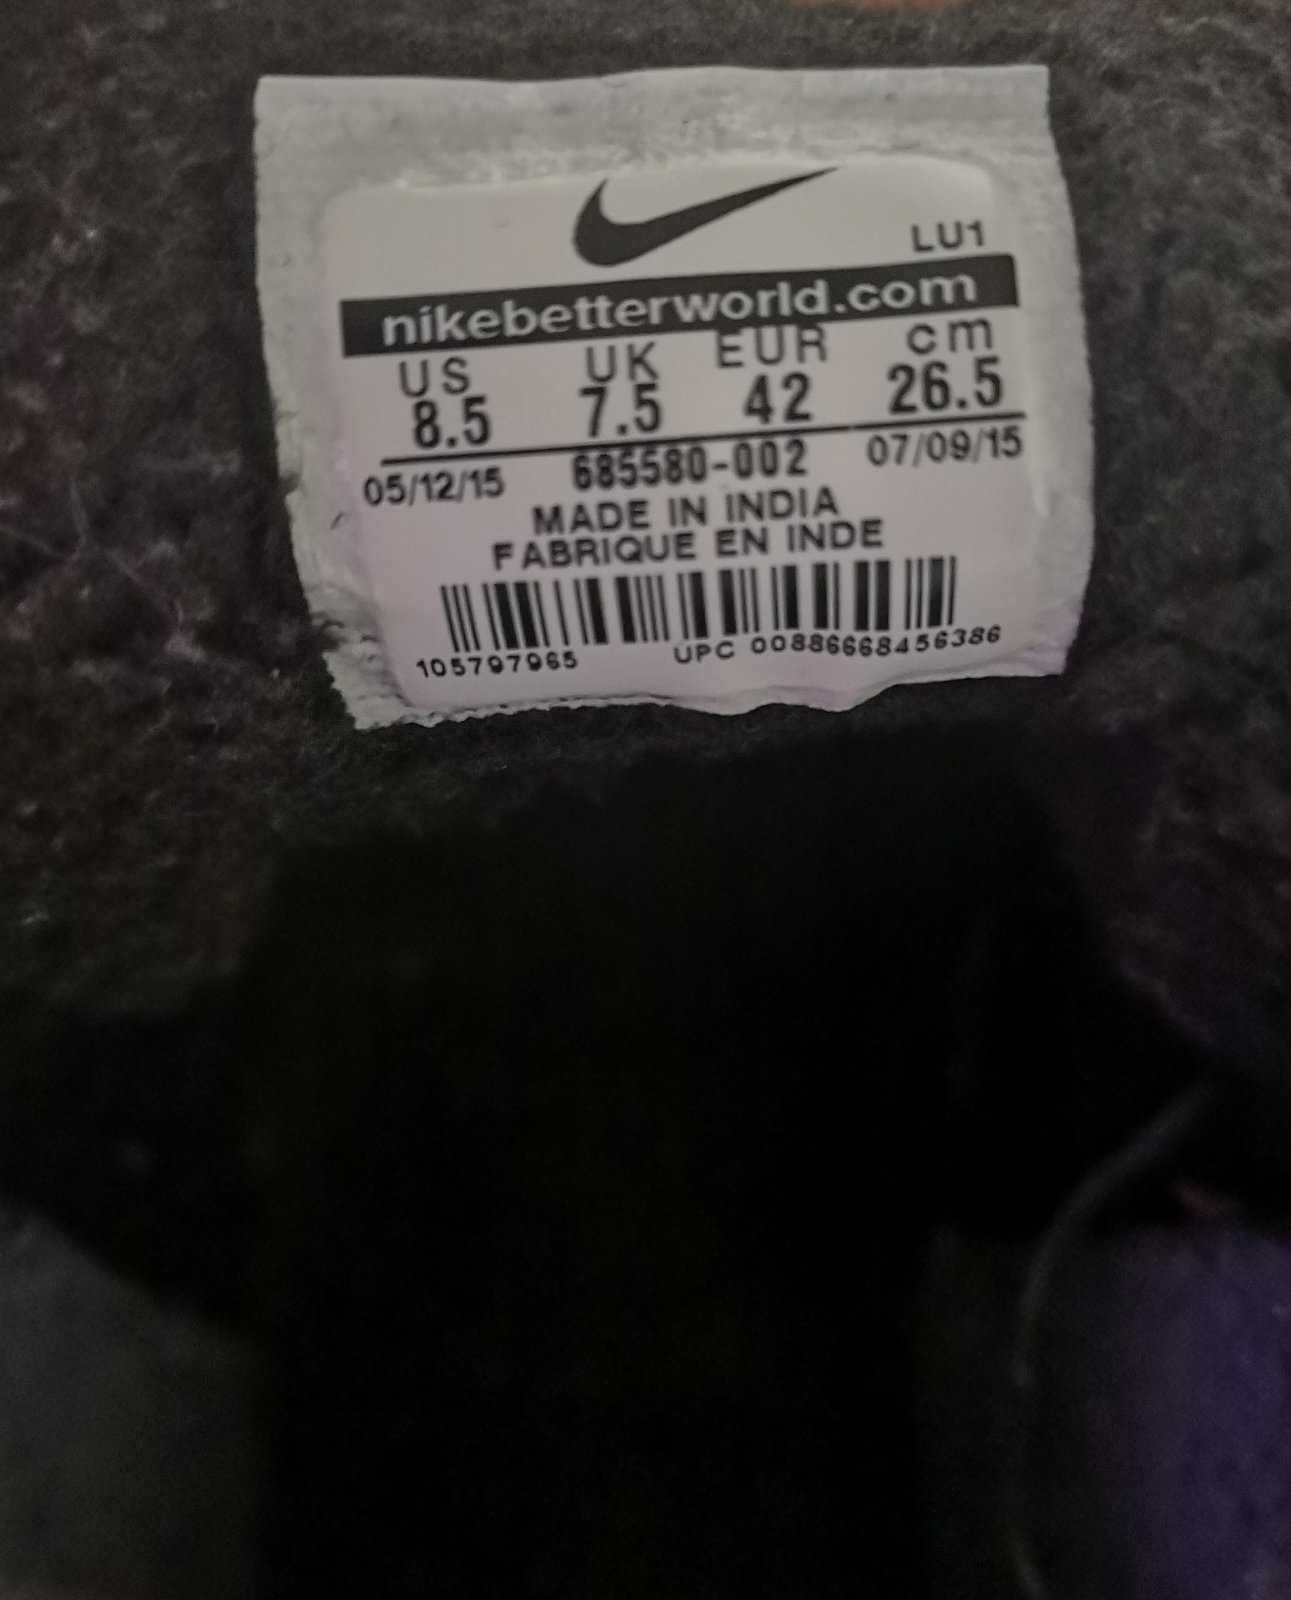 LU1
nikebetterworld.com
US UK EUR cm
8.5 7.5 42 26.5
05/12/15 685580-002 07/09/15
MADE IN INDIA
FABRIQUE EN INDE
105797965 UPC 00886668456386